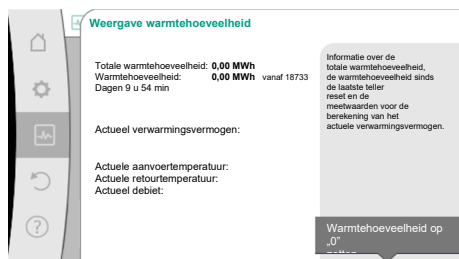 Weergave warmtehoeveelheid
Totale warmtehoeveelheid: 0,00 MWh
Warmtehoeveelheid: 0,00 MWh vanaf 18733
Dagen 9 u 54 min
Actueel verwarmingsvermogen:
Actuele aanvoertemperatuur:
Actuele retourtemperatuur:
Actueel debiet:
Informatie over de
totale warmtehoeveelheid,
de warmtehoeveelheid sinds
de laatste teller
reset en de
meetwaarden voor de
berekening van het
actuele verwarmingsvermogen.
Warmtehoeveelheid op
„0”